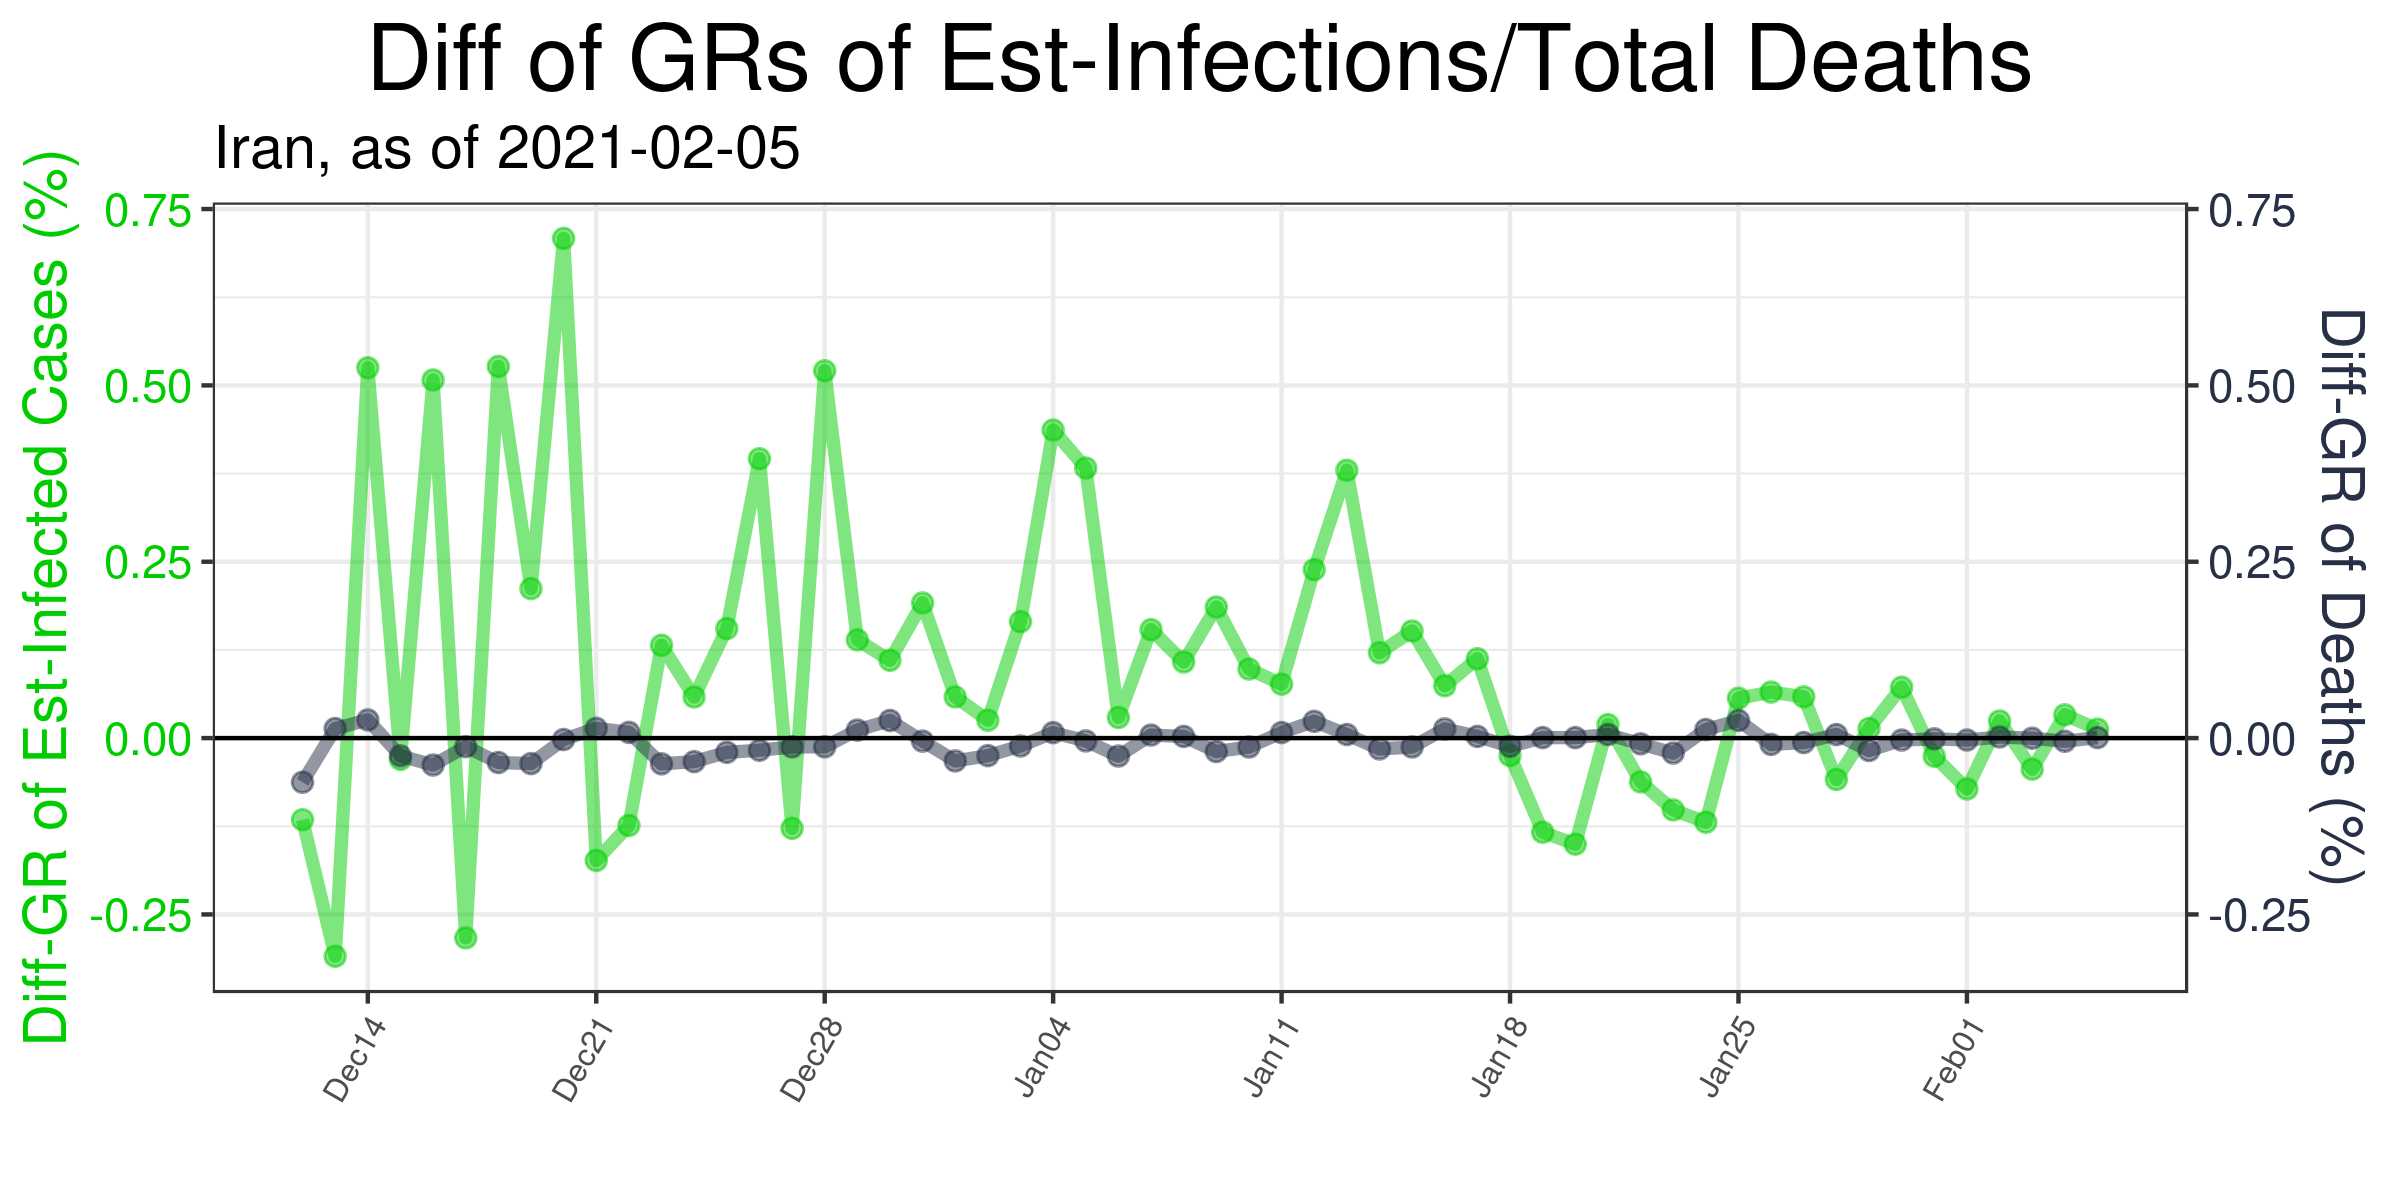 Diff of GRs of Est-Infections/Total Deaths
Iran, as of 2021-02-05
Diff-GR of Est-Infected Cases (%)
0.75
0.50
0.25
0.00
-0.25
0.75
0.50
0.25
0.00
-0.25
Diff-GR of Deaths (%)
Dec14
Dec21
Dec28
Jan04
Jan11
Jan18
Jan25
Feb01